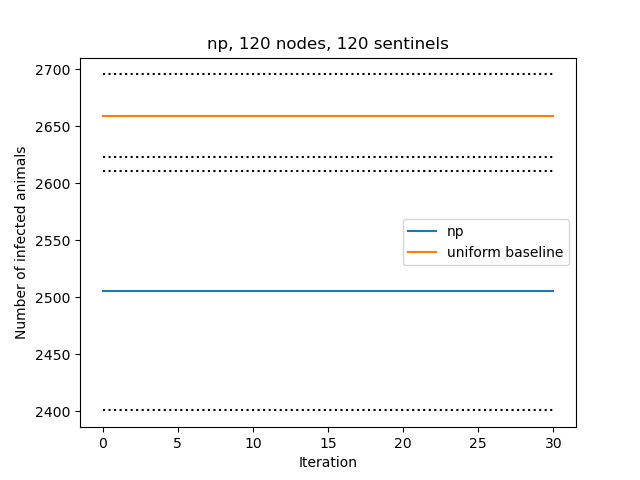 np, 120 nodes, 120 sentinels
Number of infected animals
2700
2650
2600
2550
2500
2450
2400
np
uniform baseline
0 5 10 15 20 25 30
Iteration